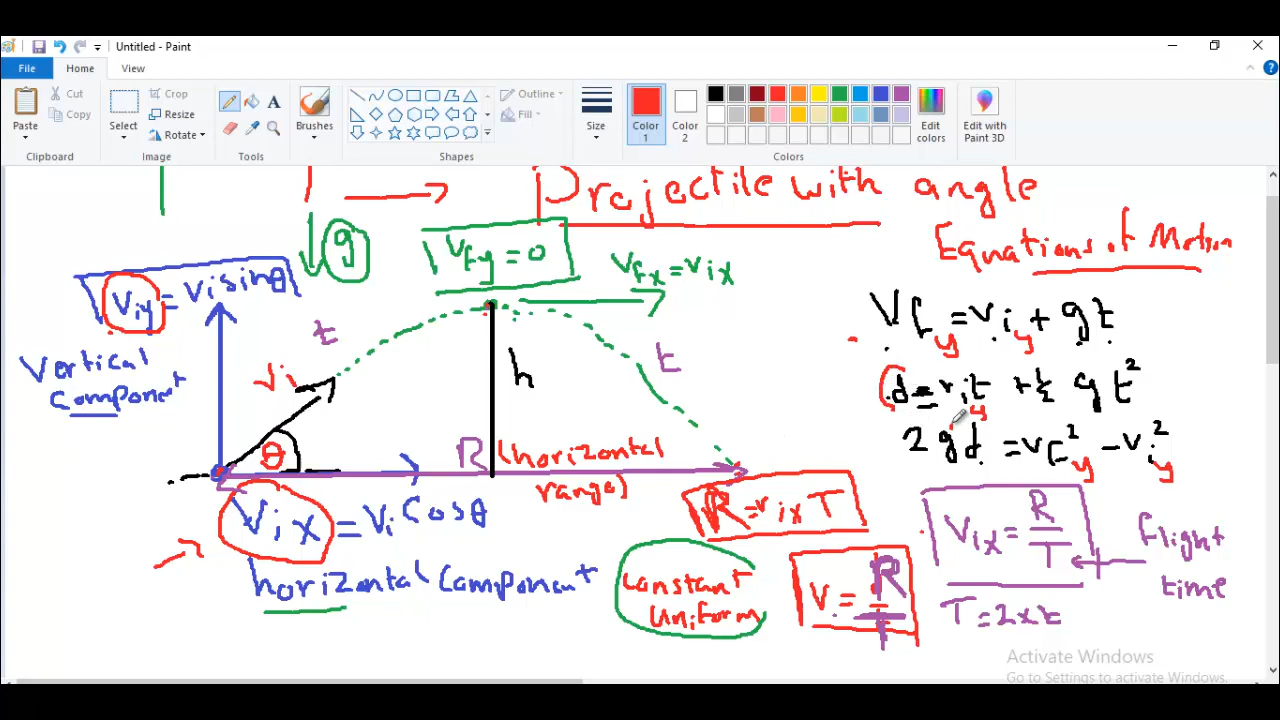 Untitled - Paint
File Home View
Paste Cut Copy
Clipboard
Select Crop Resize Rotate
Image
Tools
Brushes
Shapes
Outline
Fill
Size
Color 1
Color 2
Edit colors
Edit with Paint 3D
Colors
Projectile with angle
Equations of Motion
g
Vfy = 0
Vfx = Vix
Viy = Vi sinθ
Vertical Component
t
Vi
θ
h
t
R (horizontal range)
Vix = Vi Cosθ
horizontal Component
Vfy = Viy + gt
d = viyt + ½ gt²
2gd = Vfy² - Viy²
R = vix T
Constant Uniform
V = R/T
Vix = R/T
flight time
T = 2xt
Activate Windows
Go to Settings to activate Windows.